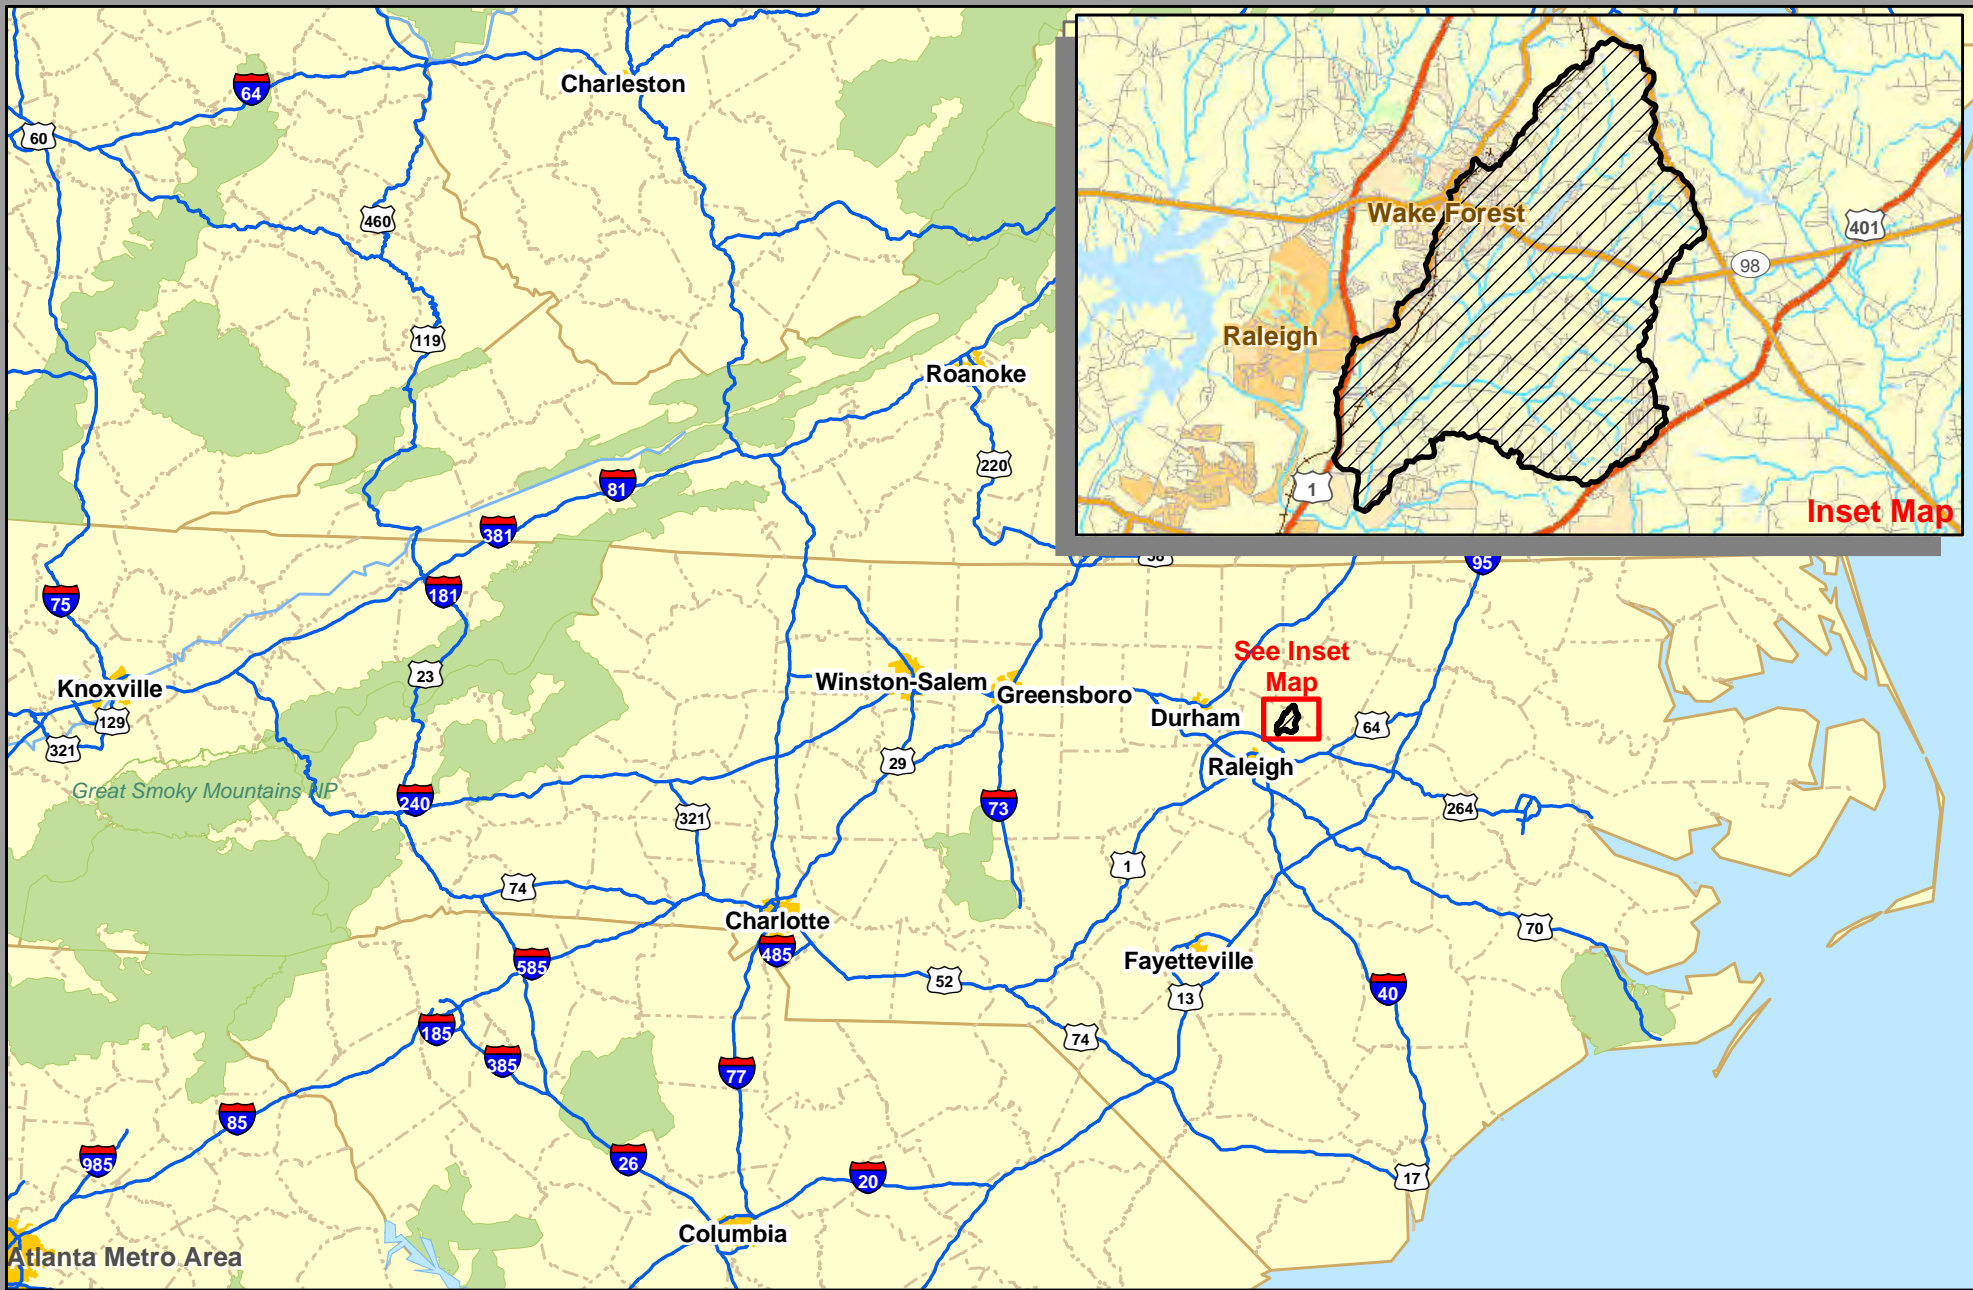 Charleston
64
60
460
Wake Forest
401
98
Raleigh
119
Roanoke
220
81
1
Inset Map
381
58
95
75
181
See Inset
Map
23
Winston-Salem
Knoxville
Greensboro
129
Durham
64
321
29
Raleigh
Great Smoky Mountains NP
240
73
264
321
1
74
Charlotte
70
485
Fayetteville
585
52
40
13
185
74
385
77
85
985
26
20
17
Columbia
Atlanta Metro Area